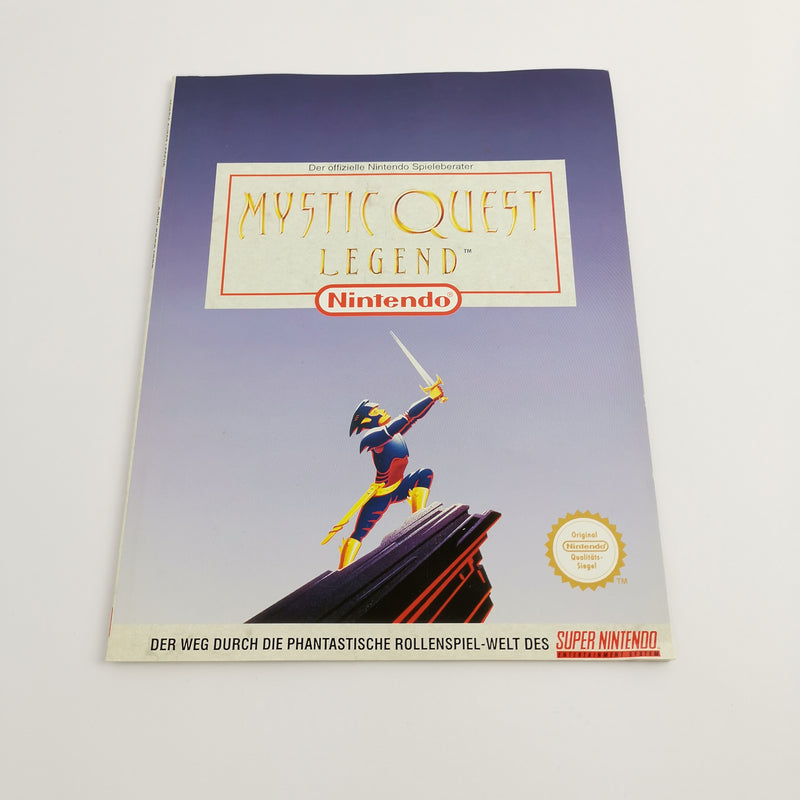 Der offizielle Nintendo Spieleberater
MYSTIC QUEST
LEGEND™
Nintendo®
Original
Nintendo
Qualitäts-
Siegel
TM
DER WEG DURCH DIE PHANTASTISCHE ROLLENSPIEL-WELT DES SUPER NINTENDO
ENTERTAINMENT SYSTEM